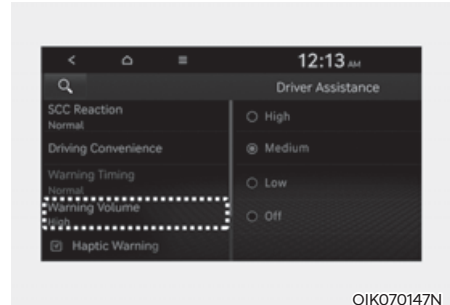 12:13 AM
Driver Assistance
SCC Reaction
Normal
Driving Convenience
Warning Timing
Normal
Warning Volume
High
Haptic Warning
High
Medium
Low
Off
OIK070147N